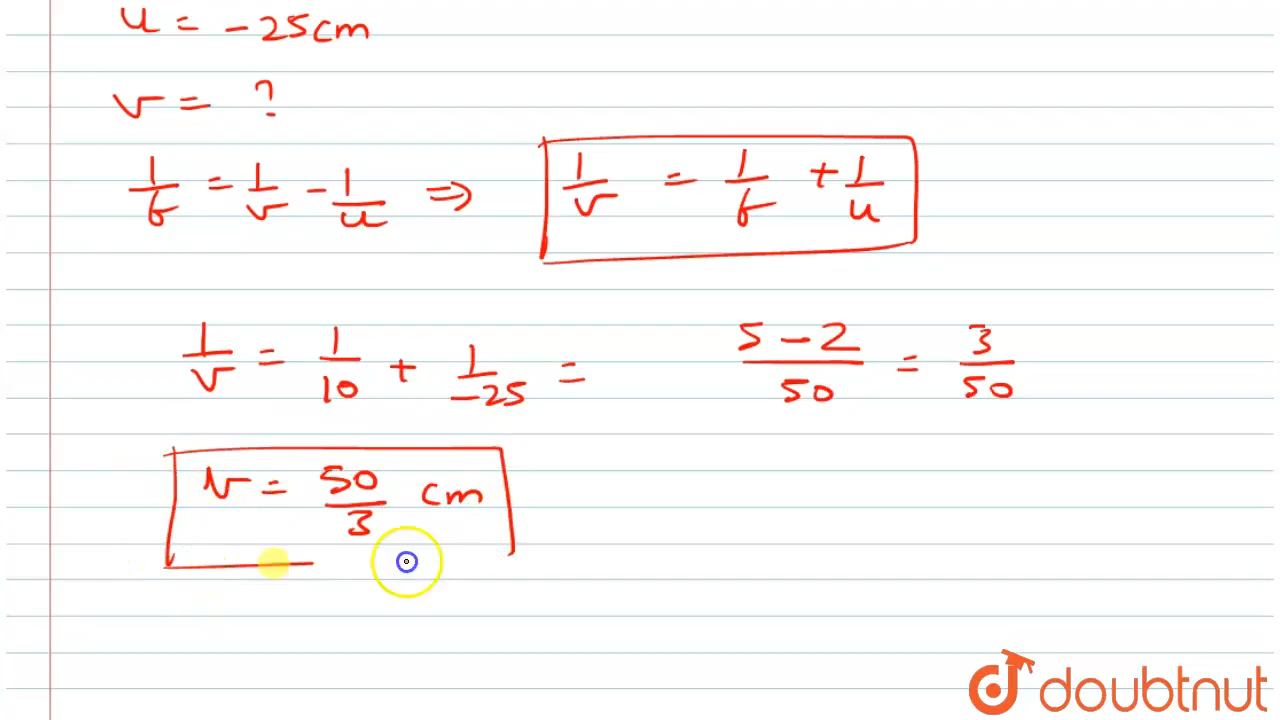 u = -25cm
v = ?
1/f = 1/v - 1/u ⇒ 1/v = 1/f + 1/u
1/v = 1/10 + 1/-25 = 5-2/50 = 3/50
v = 50/3 cm
doubtnut